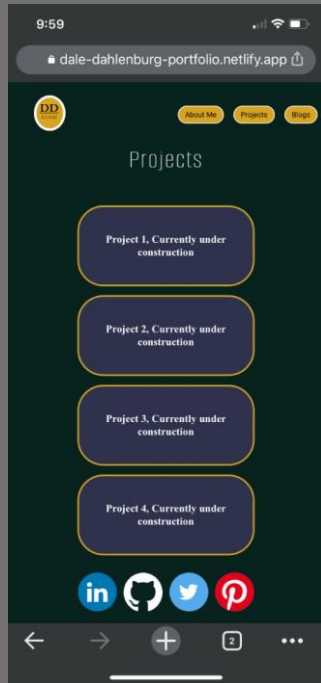 9:59
dale-dahlenburg-portfolio.netlify.app
DD
About Me
Projects
Blogs
Projects
Project 1, Currently under
construction
Project 2, Currently under
construction
Project 3, Currently under
construction
Project 4, Currently under
construction
in
2